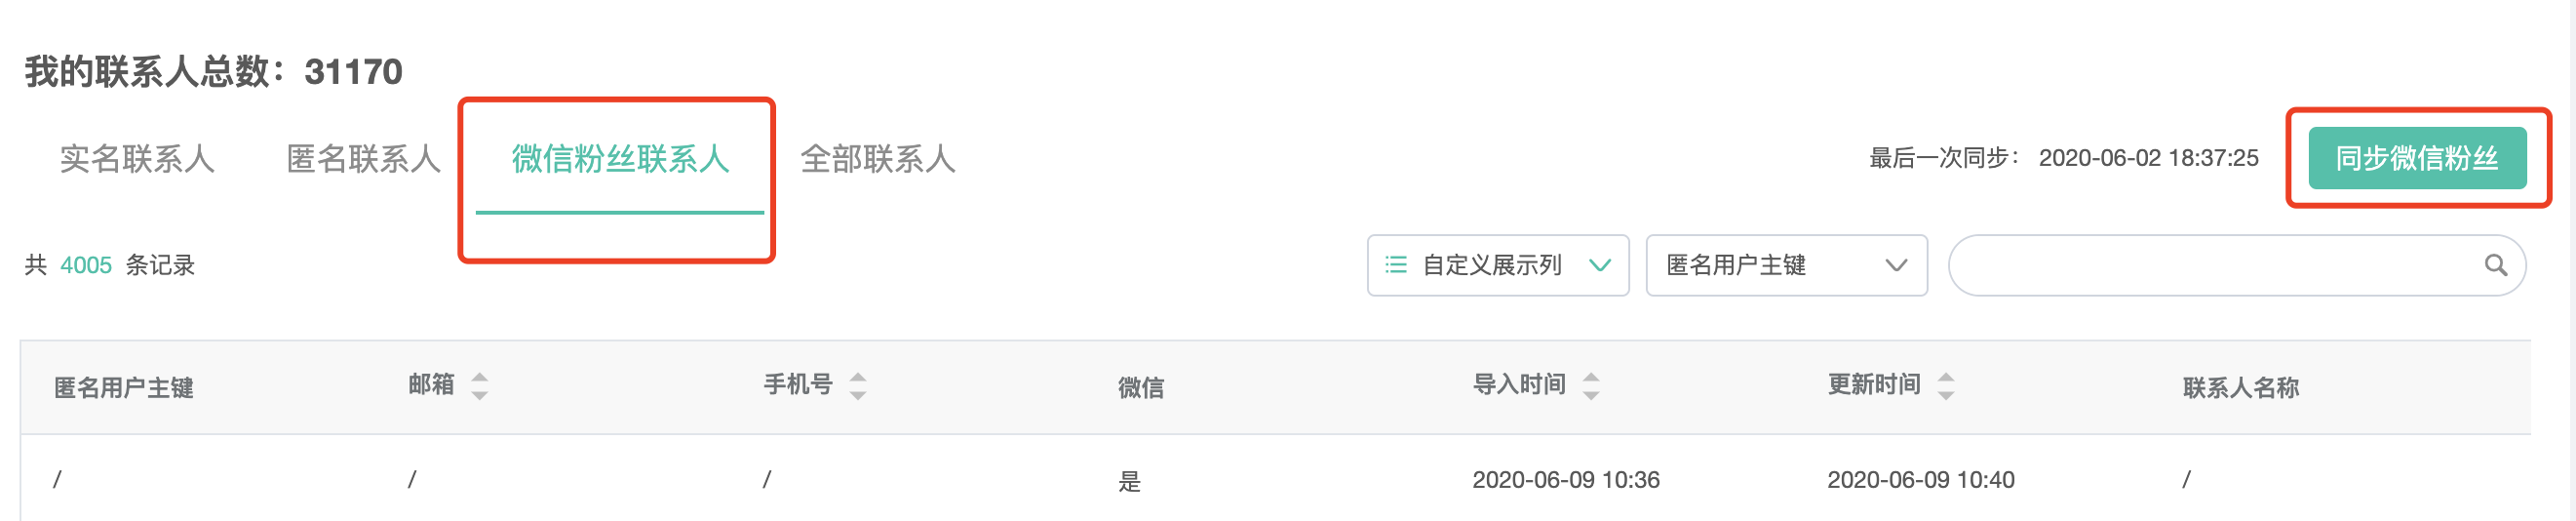 我的联系人总数：31170
实名联系人 匿名联系人 微信粉丝联系人 全部联系人 最后一次同步： 2020-06-02 18:37:25 同步微信粉丝
共 4005 条记录 自定义展示列 匿名用户主键
匿名用户主键 邮箱 手机号 微信 导入时间 更新时间 联系人名称
/ / / 是 2020-06-09 10:36 2020-06-09 10:40 /